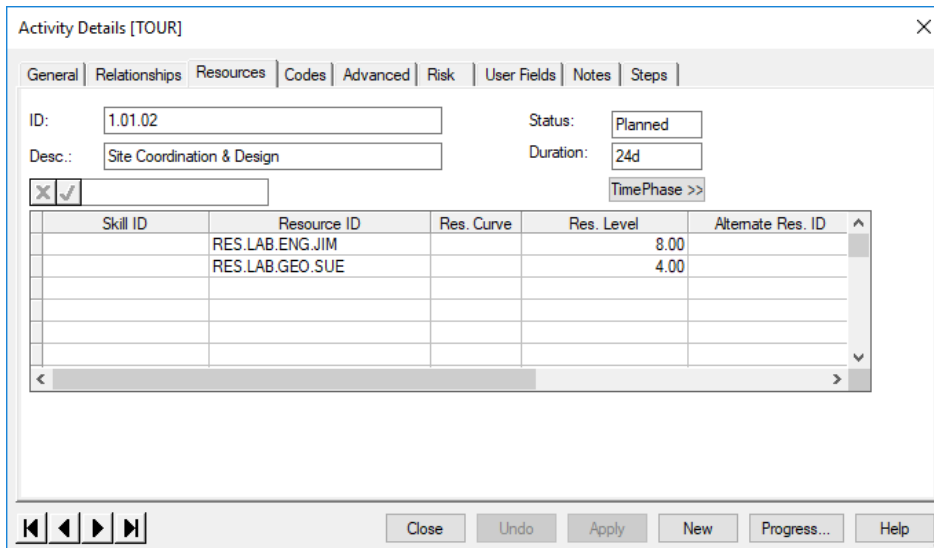 Activity Details [TOUR]
General Relationships Resources Codes Advanced Risk User Fields Notes Steps
ID: 1.01.02 Status: Planned
Desc.: Site Coordination & Design Duration: 24d
TimePhase >>
Skill ID Resource ID Res. Curve Res. Level Alternate Res. ID
RES.LAB.ENG.JIM 8.00
RES.LAB.GEO.SUE 4.00
Close Undo Apply New Progress... Help